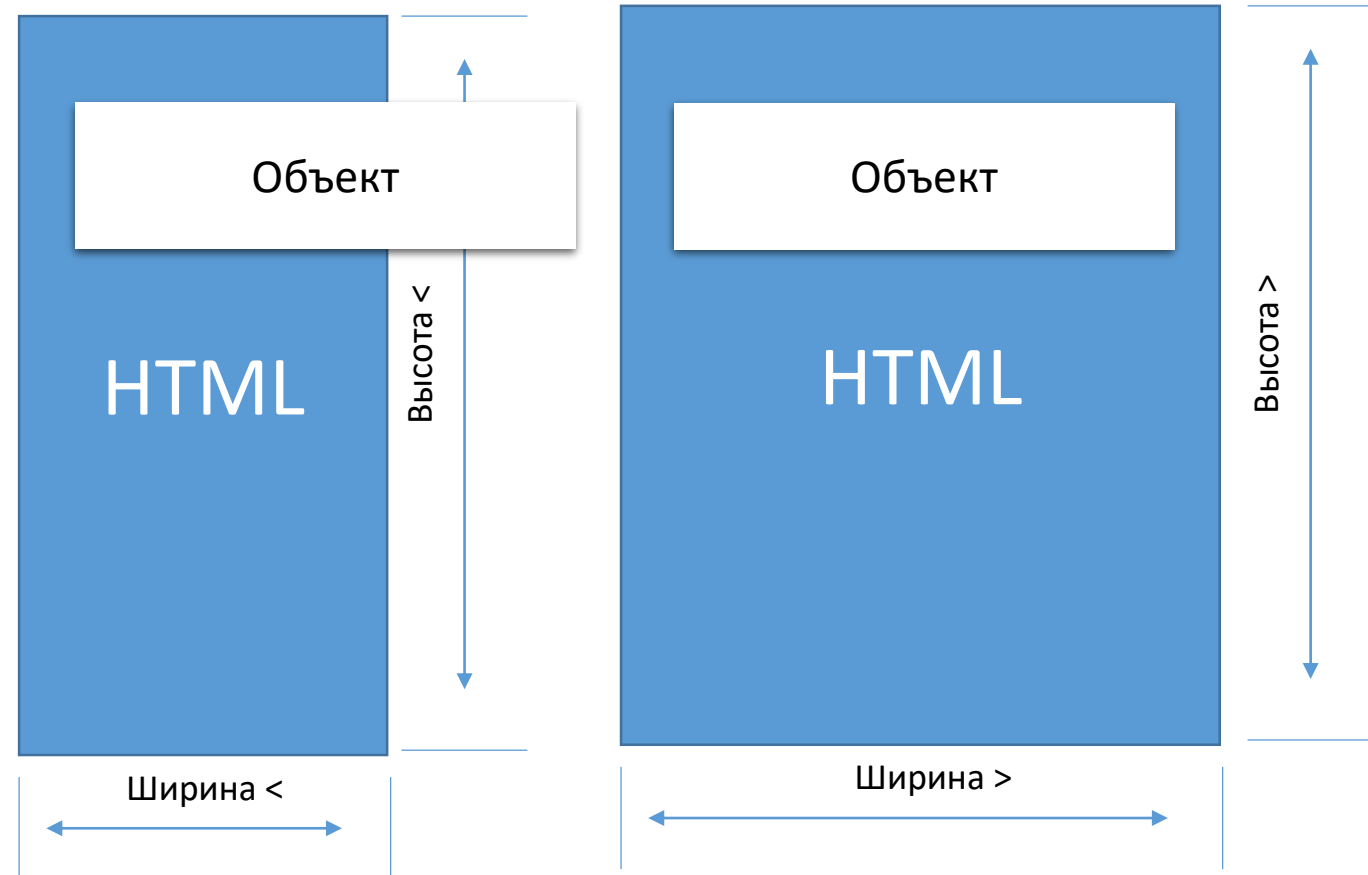 Объект
HTML
Высота <
Ширина <
Объект
HTML
Высота >
Ширина >